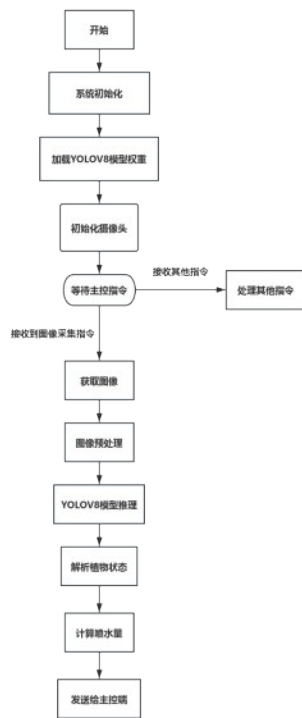 开始
系统初始化
加载YOLOV8模型权重
初始化摄像头
等待主控指令
接收其他指令
处理其他指令
接收到图像采集指令
获取图像
图像预处理
YOLOV8模型推理
解析植物状态
计算喷水量
发送给主控端